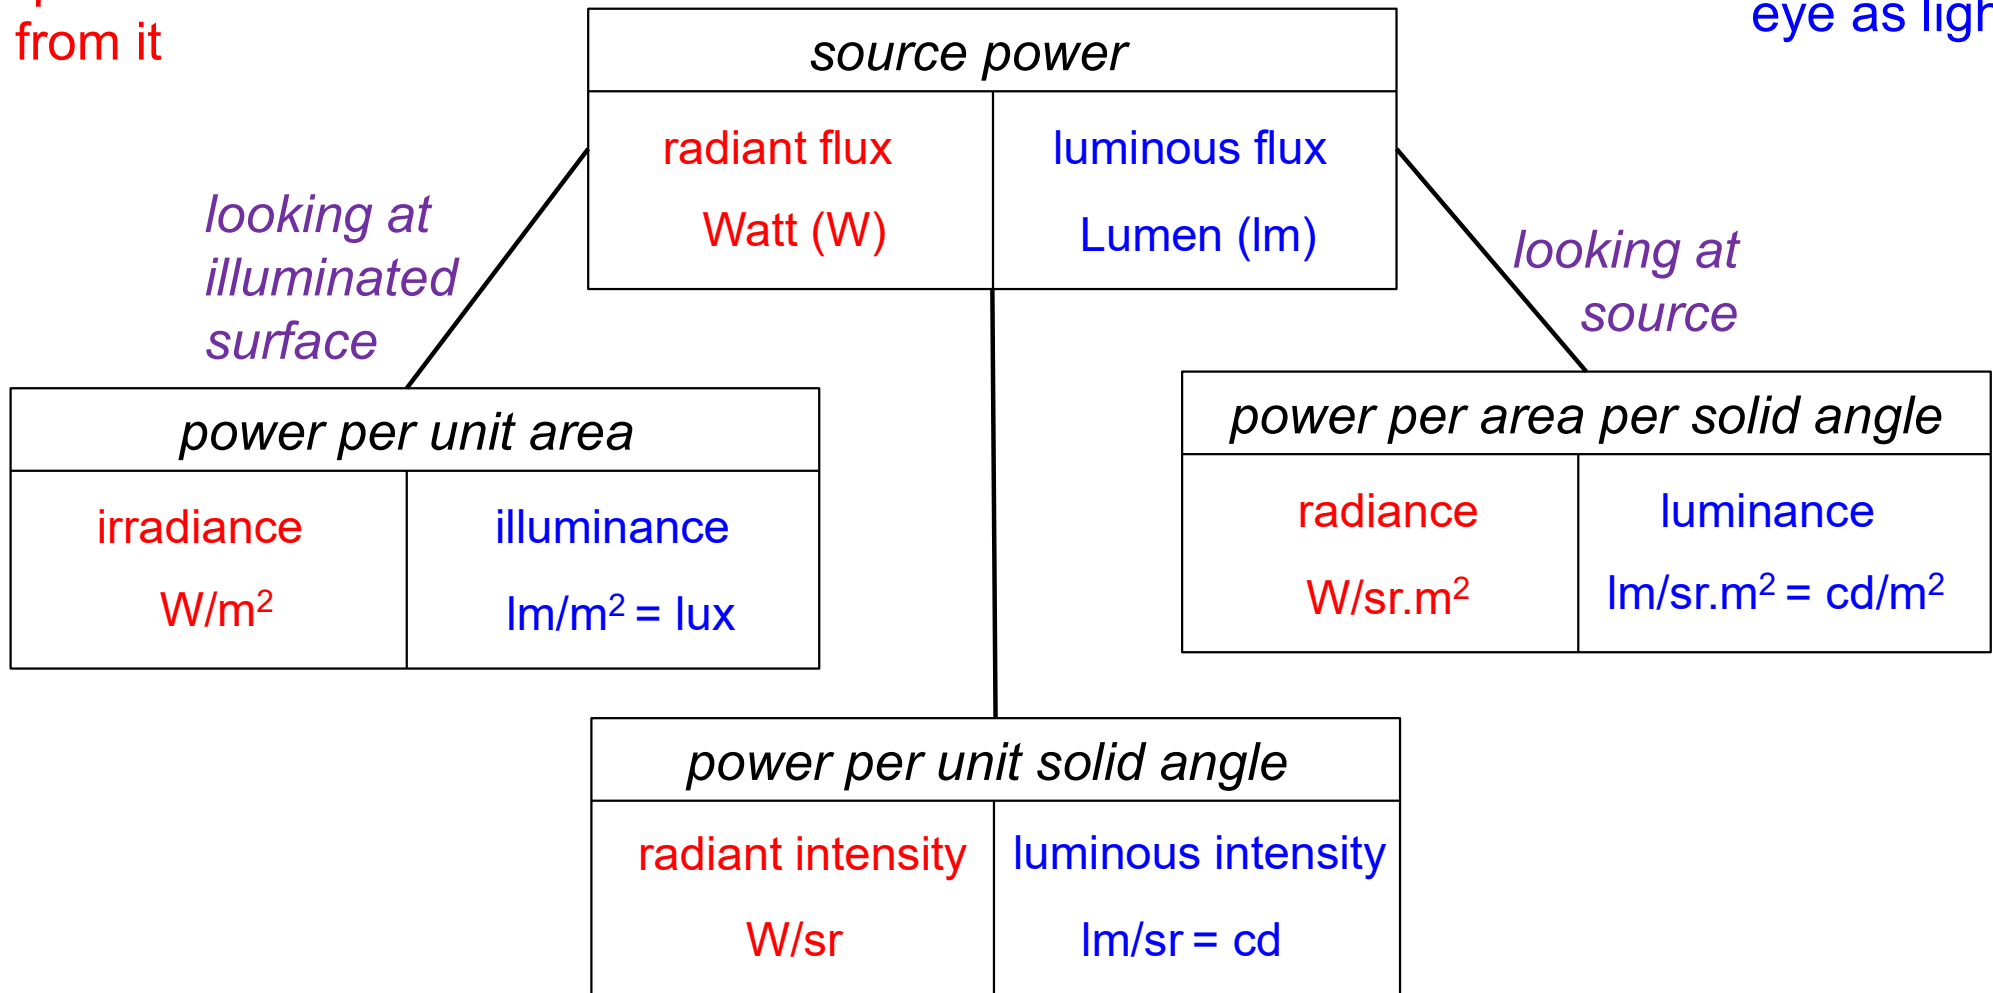 from it
eye as
source power
radiant flux
luminous flux
Watt (W)
Lumen (lm)
looking at
illuminated
surface
looking at
source
power per unit area
irradiance
illuminance
W/m²
lm/m² = lux
power per area per solid angle
radiance
luminance
W/sr.m²
lm/sr.m² = cd/m²
power per unit solid angle
radiant intensity
luminous intensity
W/sr
lm/sr = cd